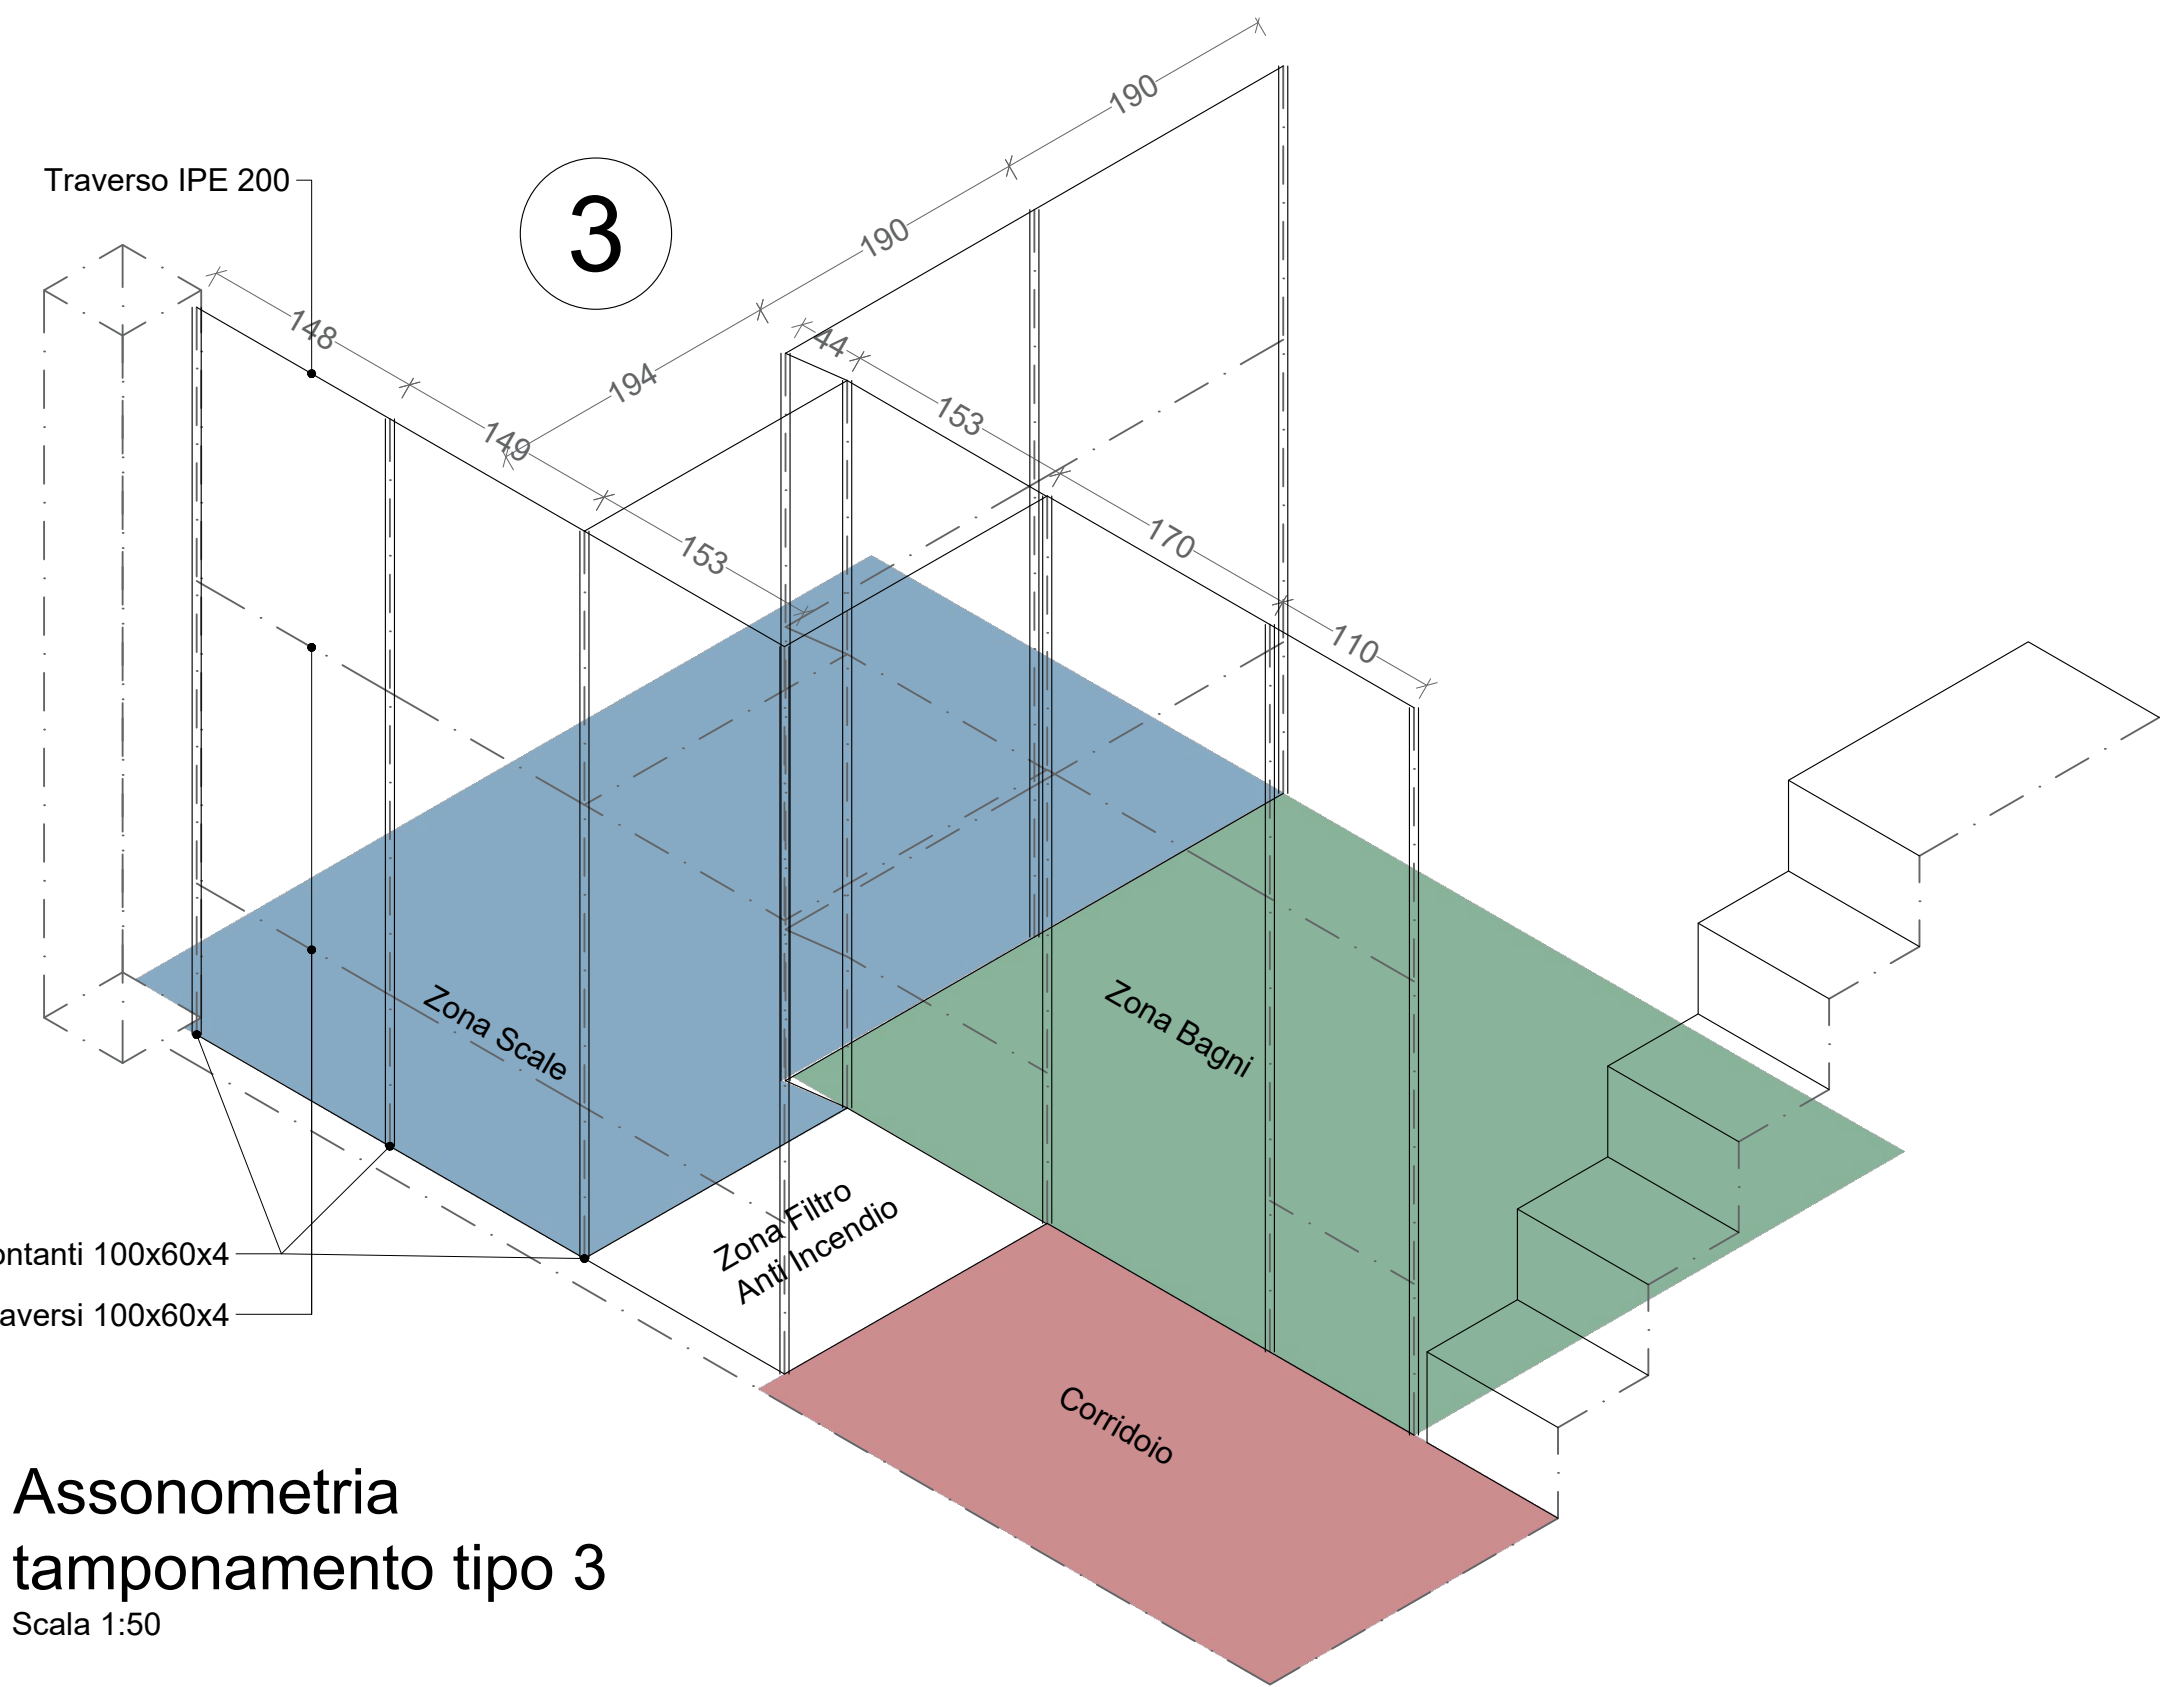 190
Traverso IPE 200
3
190
148
44
194
153
149
170
153
110
Zona Scale
Zona Bagni
Zona Filtro
Anti Incendio
ontanti 100x60x4
aversi 100x60x4
Corridoio
Assonometria
tamponamento tipo 3
Scala 1:50